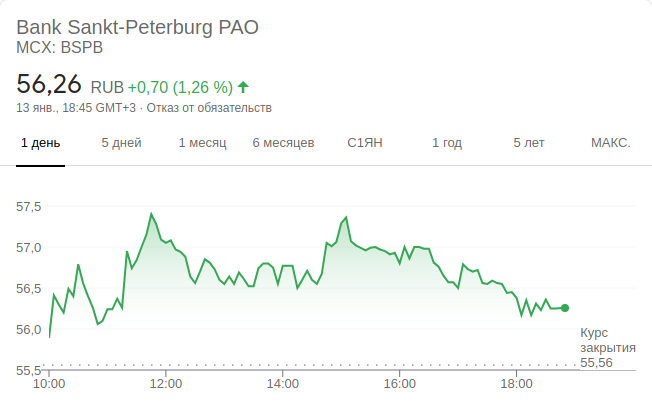 Bank Sankt-Peterburg PAO
MCX: BSPB
56,26 RUB +0,70 (1,26 %)
13 янв., 18:45 GMT+3 · Отказ от обязательств
1 день 5 дней 1 месяц 6 месяцев С1ЯН 1 год 5 лет МАКС.
57,5
57,0
56,5
56,0
Курс
закрытия
55,56
55,5
10:00 12:00 14:00 16:00 18:00